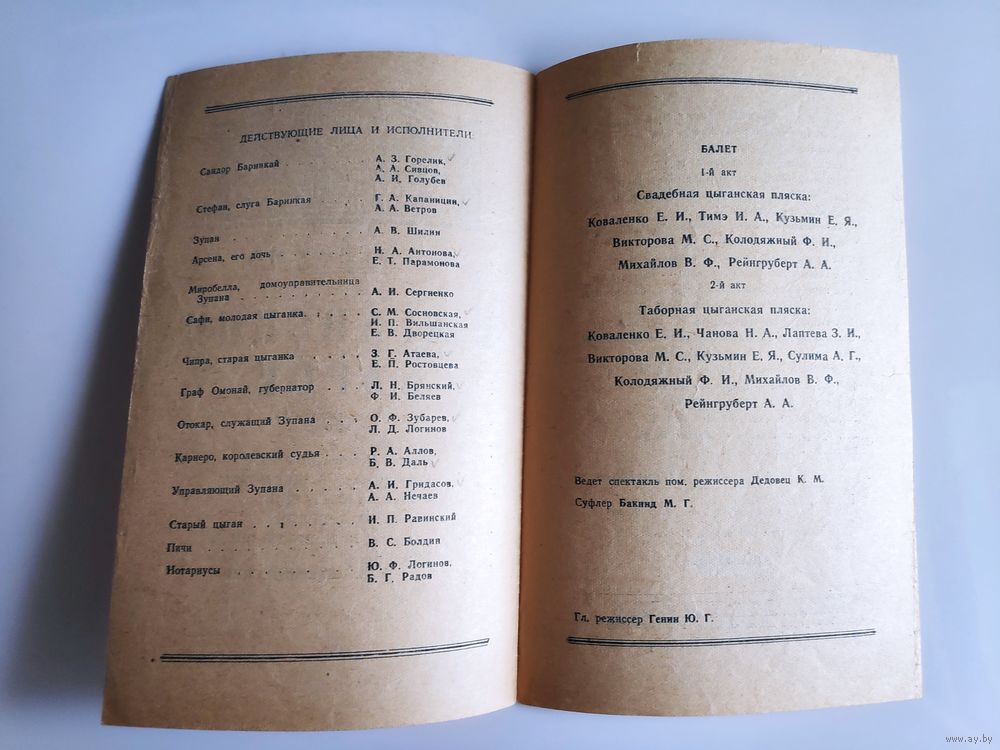 ДЕЙСТВУЮЩИЕ ЛИЦА И ИСПОЛНИТЕЛИ:
Сандор Баринкай . . . . . А. З. Горелик,
А. А. Сивцов,
А. И. Голубев
Стефан, слуга Баринкая . . . . Г. А. Капаницин,
А. А. Ветров
Зупан . . . . . . . . . . А. В. Шилин
Арсена, его дочь . . . . . . Н. А. Антонова,
Е. Т. Парамонова
Миробелла, домоуправительница
Зупана . . . . . . . . . А. И. Сергиенко
Сафи, молодая цыганка. . . . . С. М. Сосновская,
И. П. Вильшанская
Е. В. Дворецкая
Чипра, старая цыганка . . . . З. Г. Атаева,
Е. П. Ростовцева
Граф Омонай, губернатор . . . . Л. Н. Брянский,
Ф. И. Беляев
Отокар, служащий Зупана . . . . О. Ф. Зубарев,
Л. Д. Логинов
Карнеро, королевский судья . . . Р. А. Аллов,
Б. В. Даль
Управляющий Зупана . . . . . А. И. Гридасов,
А. А. Нечаев
Старый цыган . . . . . . . И. П. Равинский
Пичи . . . . . . . . . . В. С. Болдин
Нотариусы . . . . . . . . Ю. Ф. Логинов,
Б. Г. Радов
БАЛЕТ
1-й акт
Свадебная цыганская пляска:
Коваленко Е. И., Тимэ И. А., Кузьмин Е. Я.,
Викторова М. С., Колодяжный Ф. И.,
Михайлов В. Ф., Рейнгруберт А. А.
2-й акт
Таборная цыганская пляска:
Коваленко Е. И., Чанова Н. А., Лаптева З. И.,
Викторова М. С., Кузьмин Е. Я., Сулима А. Г.,
Колодяжный Ф. И., Михайлов В. Ф.,
Рейнгруберт А. А.
Ведет спектакль пом. режиссера Дедовец К. М.
Суфлер Бакинд М. Г.
Гл. режиссер Генин Ю. Г.
www.ay.by